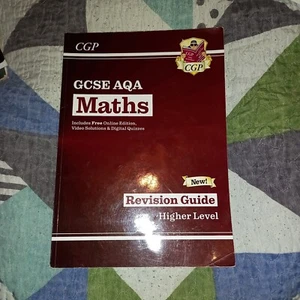 CGP
CGP
GCSE AQA
Maths
Includes Free Online Edition,
Video Solutions & Digital Quizzes
New!
Revision Guide
Higher Level